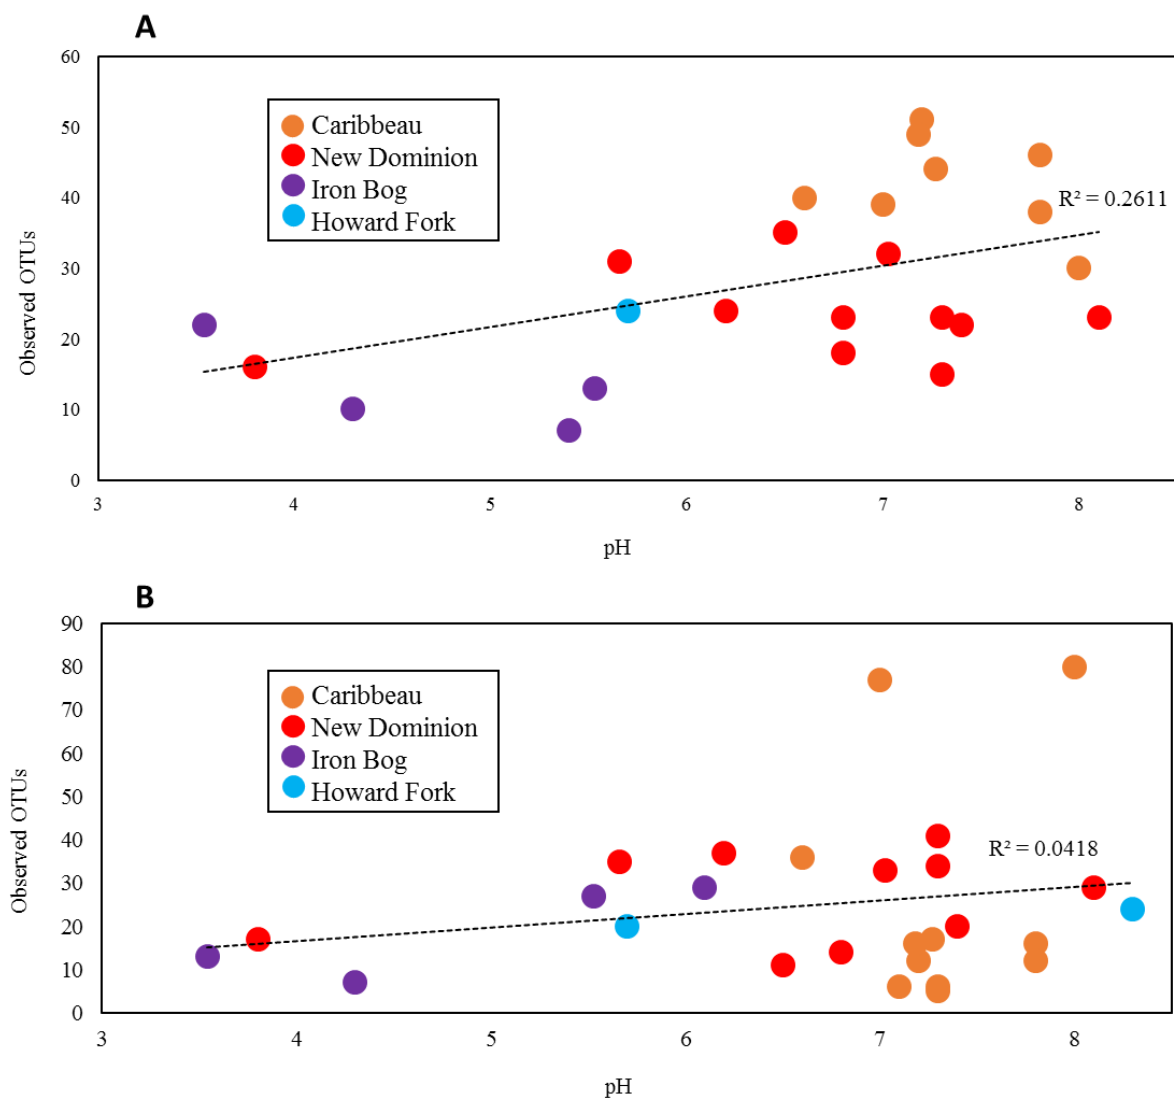 A
60
50
40
30
20
10
0
Observed OTUs
Caribbeau
New Dominion
Iron Bog
Howard Fork
R² = 0.2611
3 4 5 6 7 8
pH
B
90
80
70
60
50
40
30
20
10
0
Observed OTUs
Caribbeau
New Dominion
Iron Bog
Howard Fork
R² = 0.0418
3 4 5 6 7 8
pH